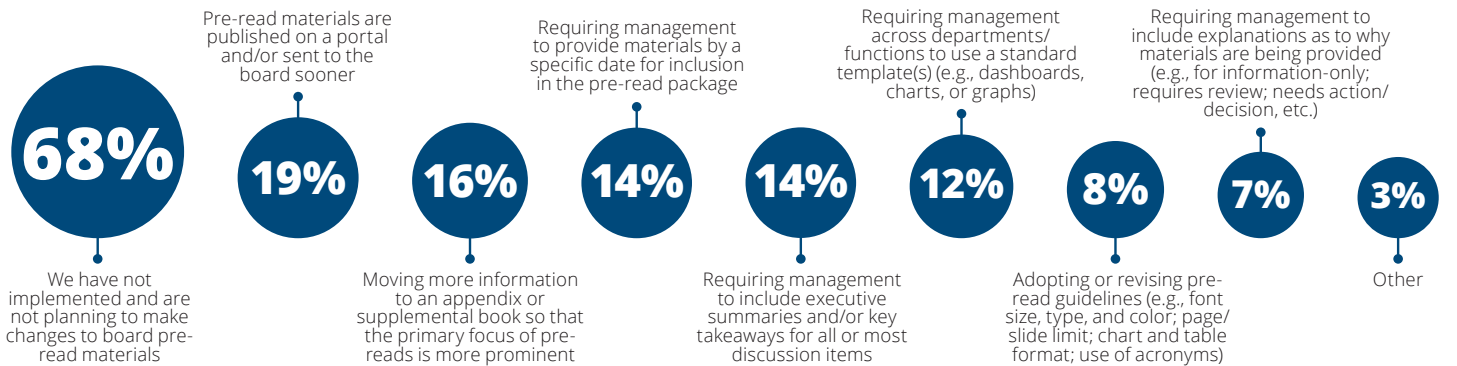 68%
We have not
implemented and are
not planning to make
changes to board pre-
read materials
Pre-read materials are
published on a portal
and/or sent to the
board sooner
19%
16%
Moving more information
to an appendix or
supplemental book so that
the primary focus of pre-
reads is more prominent
Requiring management
to provide materials by a
specific date for inclusion
in the pre-read package
14%
14%
Requiring management
to include executive
summaries and/or key
takeaways for all or most
discussion items
Requiring management
across departments/
functions to use a standard
template(s) (e.g., dashboards,
charts, or graphs)
12%
8%
Adopting or revising pre-
read guidelines (e.g., font
size, type, and color; page/
slide limit; chart and table
format; use of acronyms)
Requiring management to
include explanations as to why
materials are being provided
(e.g., for information-only;
requires review; needs action/
decision, etc.)
7%
3%
Other